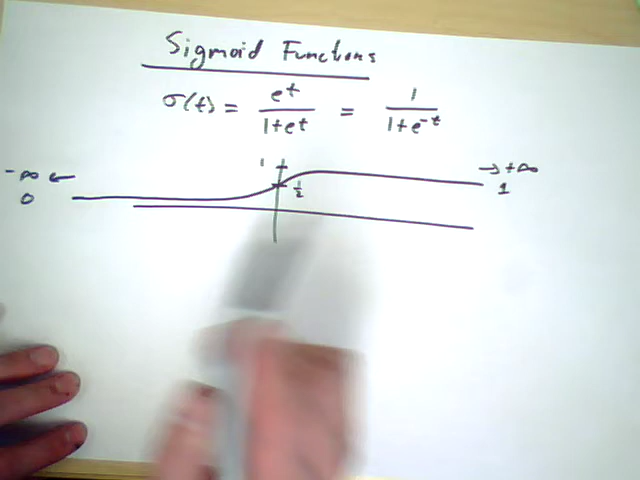 Sigmoid Functions
σ(t) = e^t / (1+e^t) = 1 / (1+e^-t)
1
-∞ ← → +∞
0 1/2 1